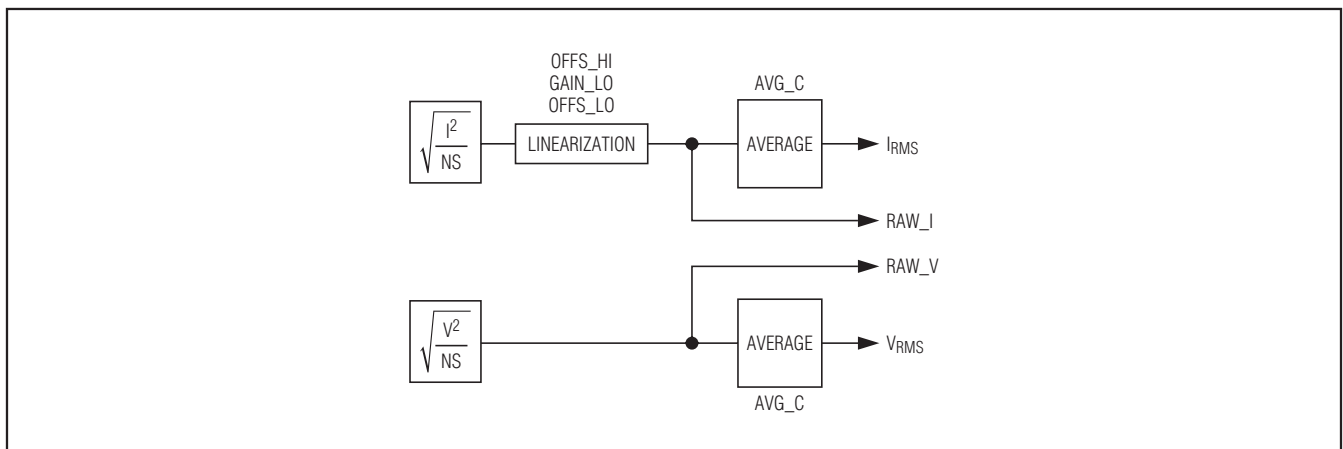 OFFS_HI
GAIN_LO
OFFS_LO
AVG_C
√(I²/NS)
LINEARIZATION
AVERAGE
IRMS
RAW_I
RAW_V
√(V²/NS)
AVERAGE
VRMS
AVG_C